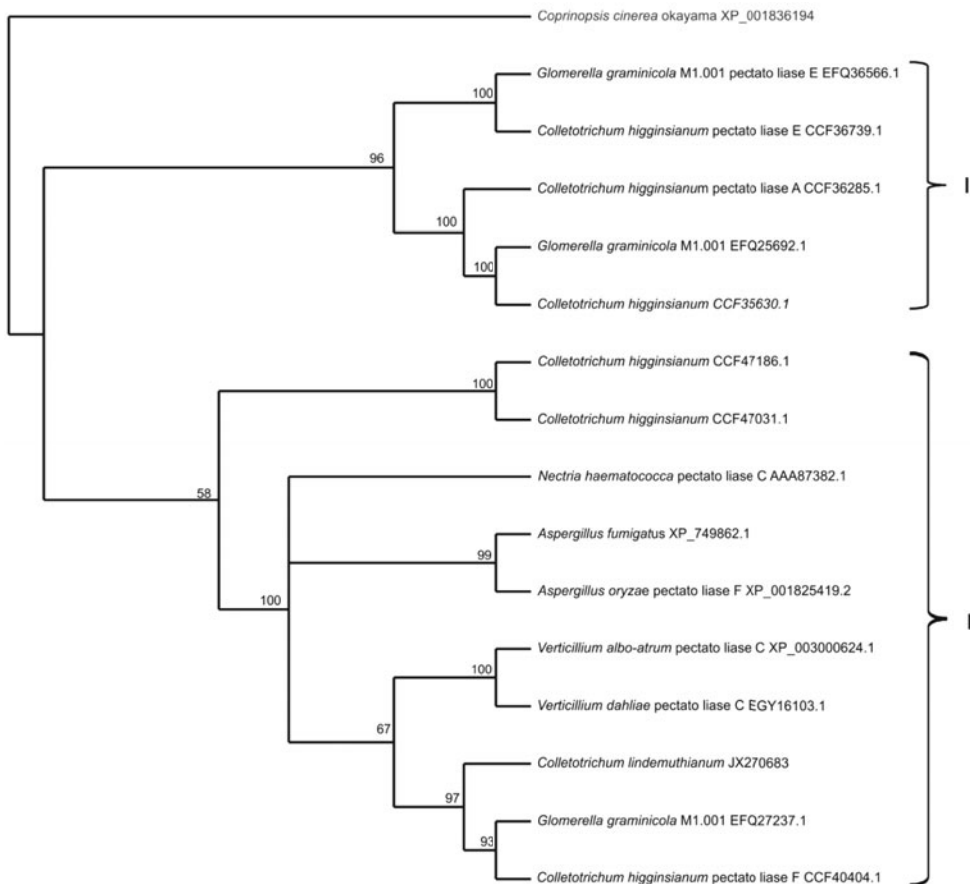 Coprinopsis cinerea okayama XP_001836194
Glomerella graminicola M1.001 pectato liase E EFQ36566.1
100
Colletotrichum higginsianum pectato liase E CCF36739.1
96
Colletotrichum higginsianum pectato liase A CCF36285.1
I
100
Glomerella graminicola M1.001 EFQ25692.1
100
Colletotrichum higginsianum CCF35630.1
Colletotrichum higginsianum CCF47186.1
100
Colletotrichum higginsianum CCF47031.1
Nectria haematococca pectato liase C AAA87382.1
58
Aspergillus fumigatus XP_749862.1
99
Aspergillus oryzae pectato liase F XP_001825419.2
100
I
Verticillium albo-atrum pectato liase C XP_003000624.1
100
Verticillium dahliae pectato liase C EGY16103.1
67
Colletotrichum lindemuthianum JX270683
97
Glomerella graminicola M1.001 EFQ27237.1
93
Colletotrichum higginsianum pectato liase F CCF40404.1